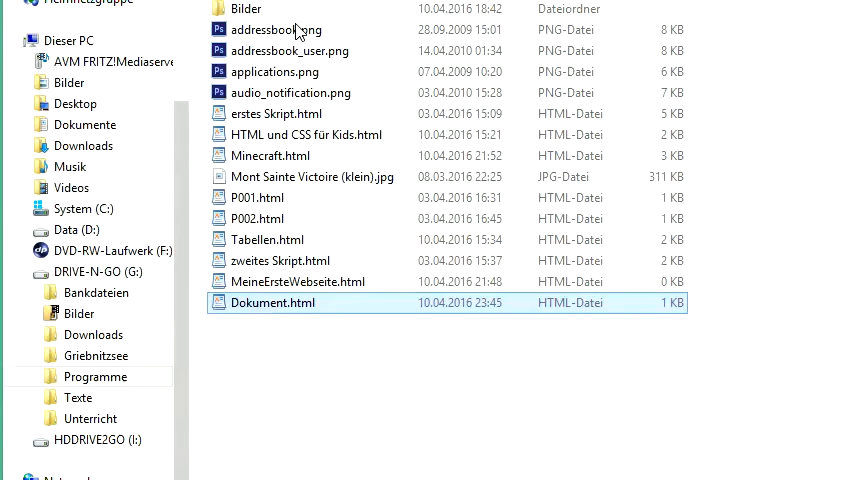 Heimnetzgruppe
Dieser PC
AVM FRITZ!Mediaserve
Bilder
Desktop
Dokumente
Downloads
Musik
Videos
System (C:)
Data (D:)
DVD-RW-Laufwerk (F:)
DRIVE-N-GO (G:)
Bankdateien
Bilder
Downloads
Griebnitzsee
Programme
Texte
Unterricht
HDDRIVE2GO (I:)
Bilder 10.04.2016 18:42 Dateiordner
Ps addressbook.png 28.09.2009 15:01 PNG-Datei 8 KB
Ps addressbook_user.png 14.04.2010 01:34 PNG-Datei 8 KB
Ps applications.png 07.04.2009 10:20 PNG-Datei 6 KB
Ps audio_notification.png 03.04.2010 15:28 PNG-Datei 7 KB
erstes Skript.html 03.04.2016 15:09 HTML-Datei 5 KB
HTML und CSS für Kids.html 10.04.2016 15:21 HTML-Datei 2 KB
Minecraft.html 10.04.2016 21:52 HTML-Datei 3 KB
Mont Sainte Victoire (klein).jpg 08.03.2016 22:25 JPG-Datei 311 KB
P001.html 03.04.2016 16:31 HTML-Datei 1 KB
P002.html 03.04.2016 16:45 HTML-Datei 1 KB
Tabellen.html 10.04.2016 15:34 HTML-Datei 2 KB
zweites Skript.html 03.04.2016 15:37 HTML-Datei 2 KB
MeineErsteWebseite.html 10.04.2016 21:48 HTML-Datei 0 KB
Dokument.html 10.04.2016 23:45 HTML-Datei 1 KB